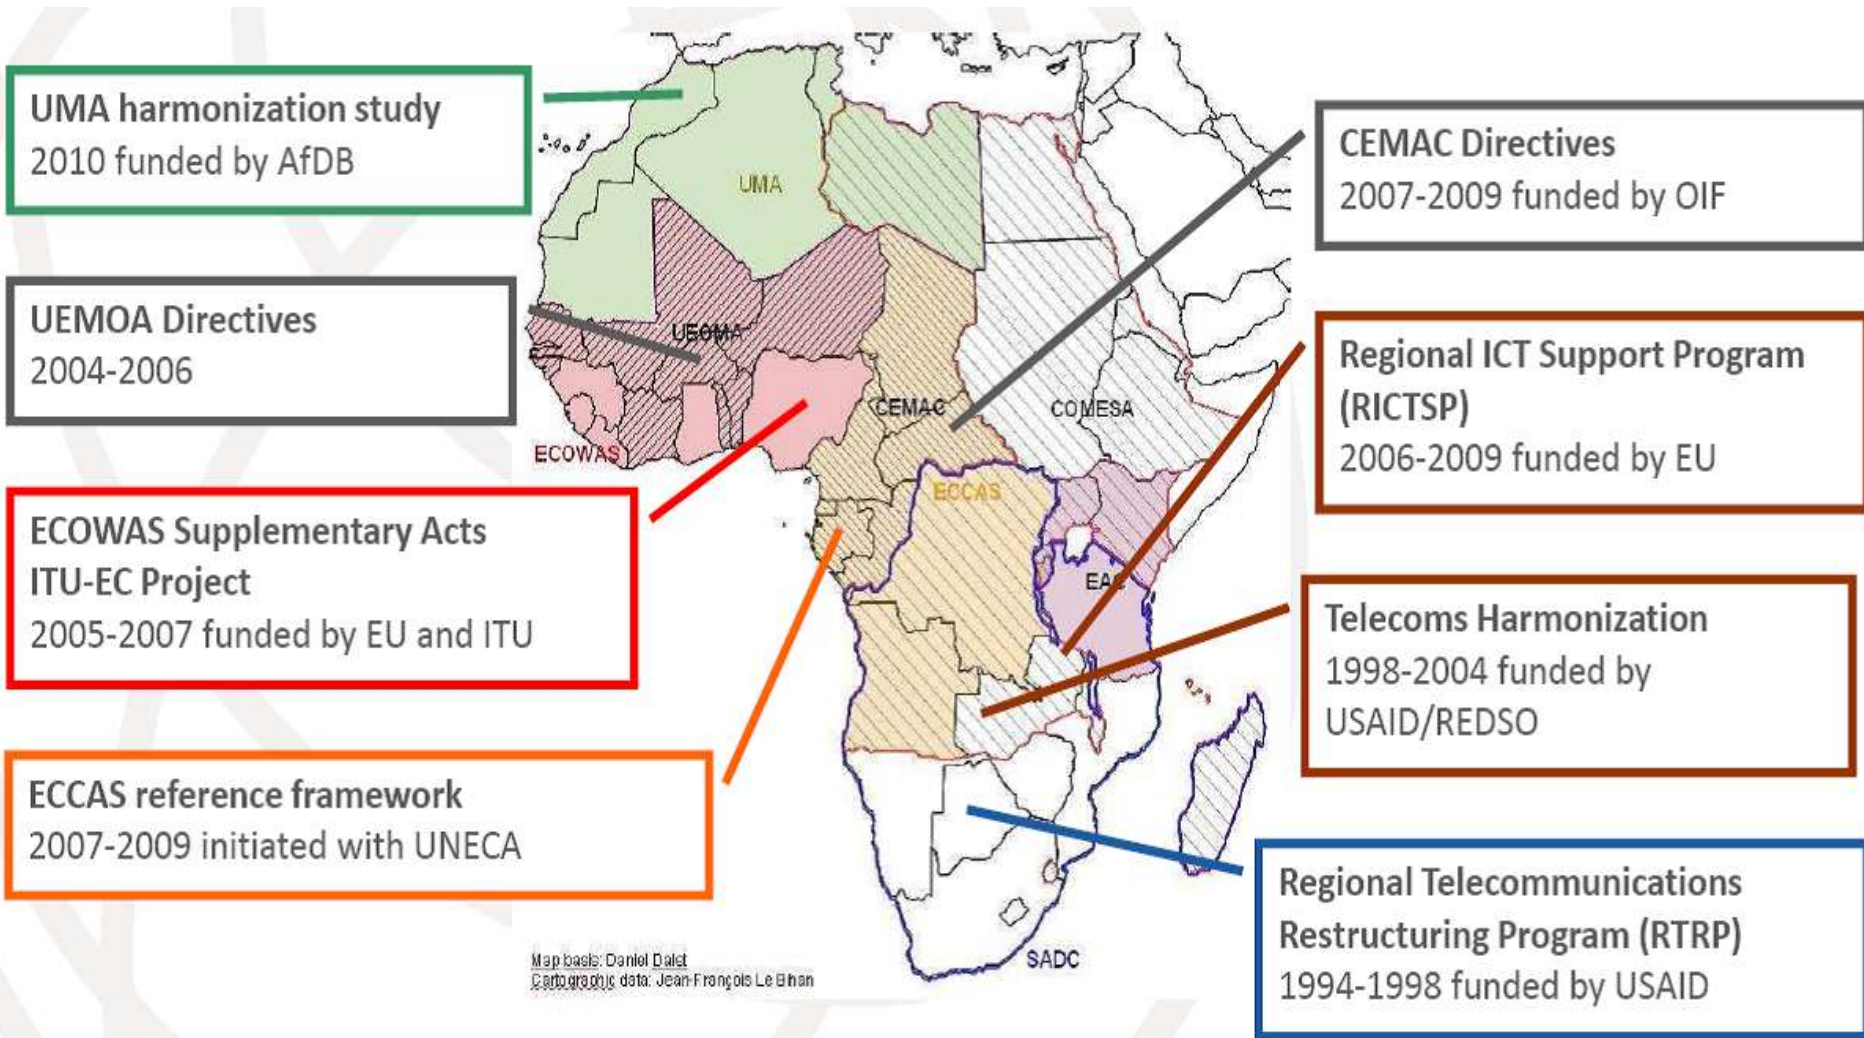 UMA harmonization study
2010 funded by AfDB
UEMOA Directives
2004-2006
ECOWAS Supplementary Acts
ITU-EC Project
2005-2007 funded by EU and ITU
ECCAS reference framework
2007-2009 initiated with UNECA
UMA
UEOMA
ECOWAS
CEMAC
COMESA
ECCAS
EAC
SADC
Map basis: Daniel Dalet
Cartographic data: Jean-François Le Bihan
CEMAC Directives
2007-2009 funded by OIF
Regional ICT Support Program
(RICTSP)
2006-2009 funded by EU
Telecoms Harmonization
1998-2004 funded by
USAID/REDSO
Regional Telecommunications
Restructuring Program (RTRP)
1994-1998 funded by USAID